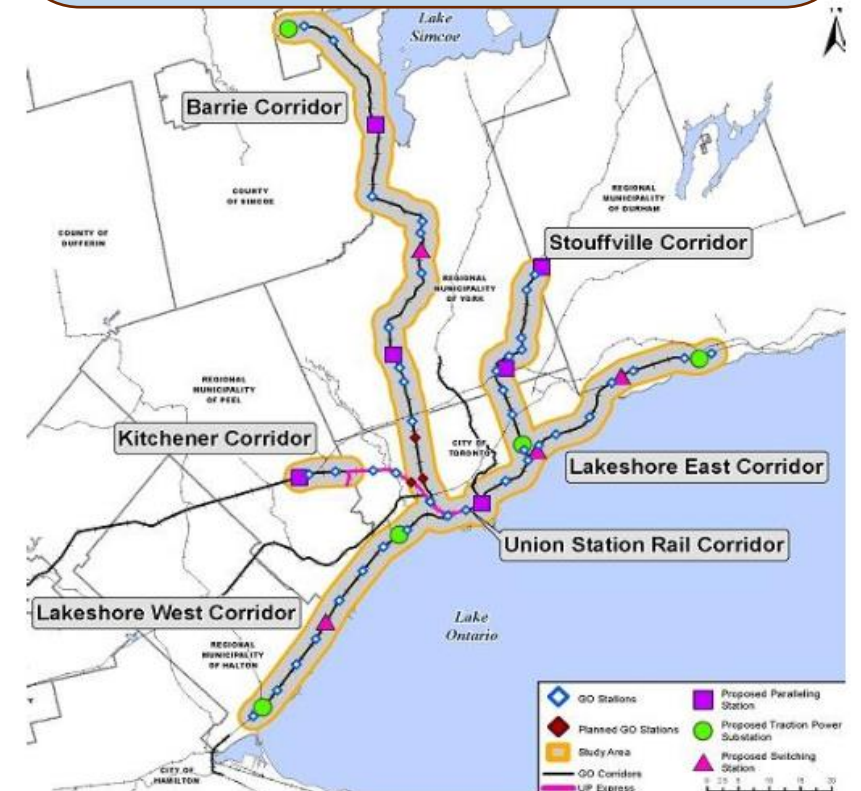 Lake
Simcoe
Barrie Corridor
COUNTY
OF SIMCOE
REGIONAL
MUNICIPALITY
OF DURHAM
COUNTY OF
DUFFERIN
Stouffville Corridor
REGIONAL
MUNICIPALITY
OF YORK
REGIONAL
MUNICIPALITY
OF PEEL
Kitchener Corridor
CITY OF
TORONTO
Lakeshore East Corridor
Union Station Rail Corridor
Lakeshore West Corridor
Lake
Ontario
REGIONAL
MUNICIPALITY
OF HALTON
CITY OF
HAMILTON
GO Stations
Planned GO Stations
Study Area
GO Corridors
UP Express
Proposed Paralleling
Station
Proposed Traction Power
Substation
Proposed Switching
Station